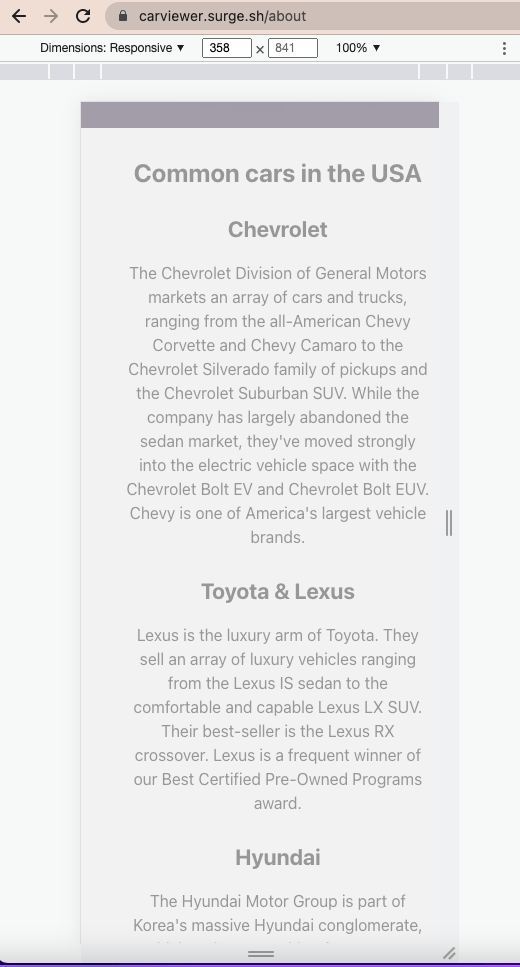 carviewer.surge.sh/about
Dimensions: Responsive ▼ 358 × 841 100% ▼
Common cars in the USA
Chevrolet
The Chevrolet Division of General Motors
markets an array of cars and trucks,
ranging from the all-American Chevy
Corvette and Chevy Camaro to the
Chevrolet Silverado family of pickups and
the Chevrolet Suburban SUV. While the
company has largely abandoned the
sedan market, they've moved strongly
into the electric vehicle space with the
Chevrolet Bolt EV and Chevrolet Bolt EUV.
Chevy is one of America's largest vehicle
brands.
Toyota & Lexus
Lexus is the luxury arm of Toyota. They
sell an array of luxury vehicles ranging
from the Lexus IS sedan to the
comfortable and capable Lexus LX SUV.
Their best-seller is the Lexus RX
crossover. Lexus is a frequent winner of
our Best Certified Pre-Owned Programs
award.
Hyundai
The Hyundai Motor Group is part of
Korea's massive Hyundai conglomerate,